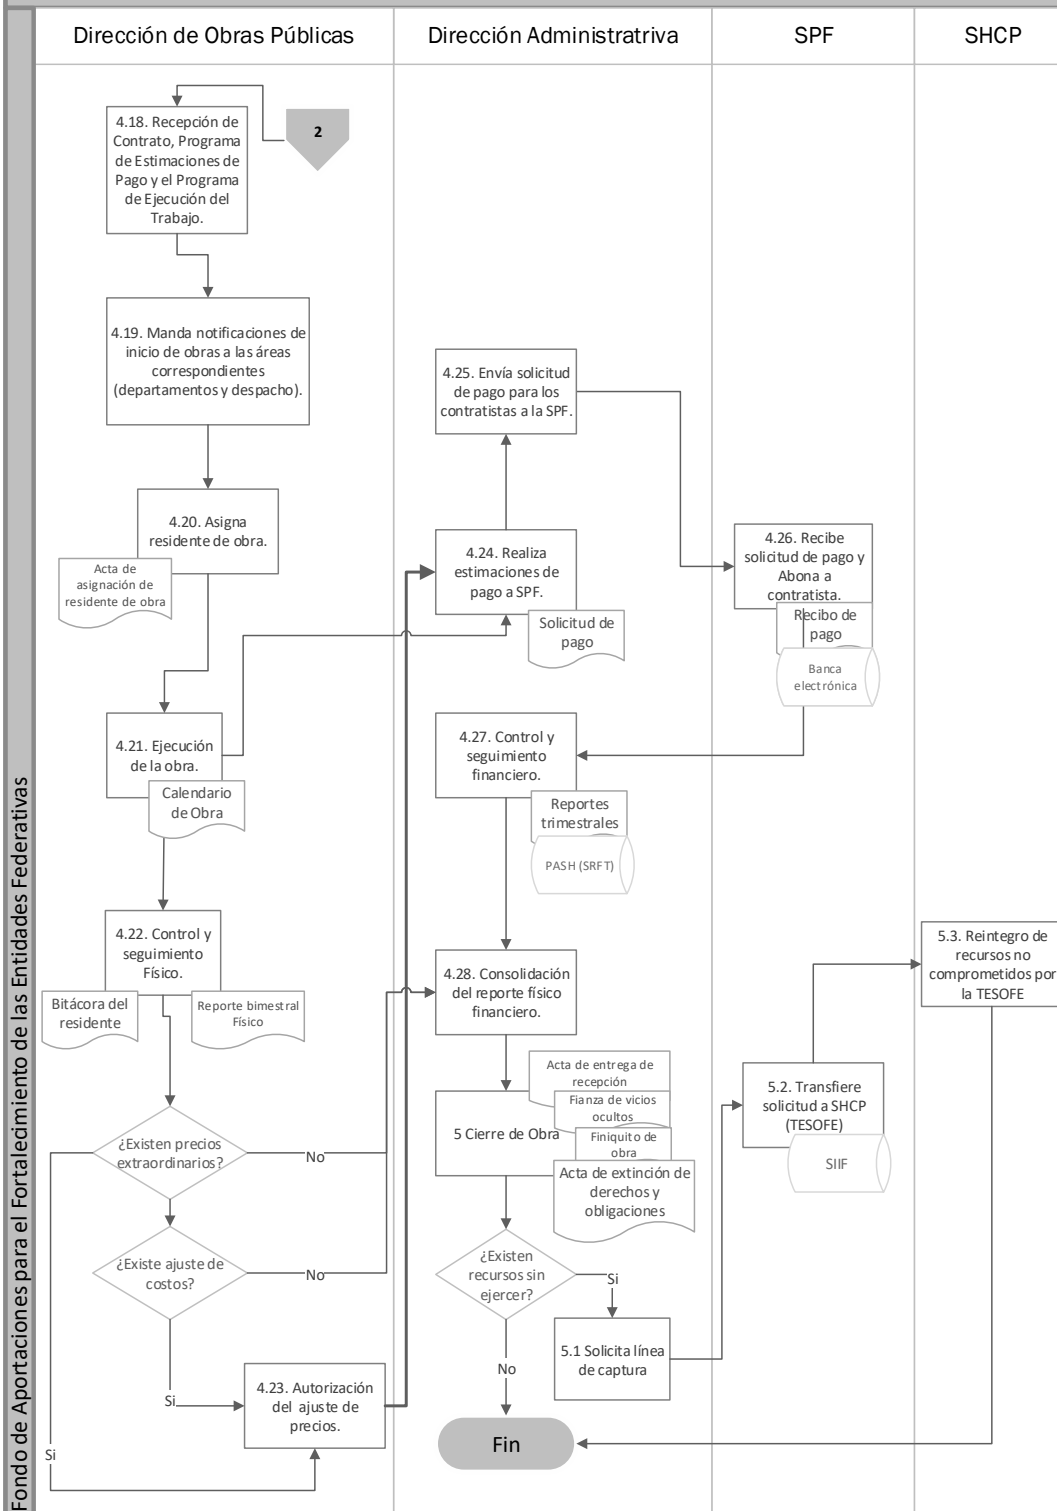 Fondo de Aportaciones para el Fortaledimiento de las Entidades Federativas
Dirección de Obras Públicas
Dirección Administratriva
SPF
SHCP
2
4.18. Recepción de
Contrato, Programa
de Estimaciones de
Pago y el Programa
de Ejecución del
Trabajo.
4.19. Manda notificaciones de
inicio de obras a las áreas
correspondientes
(departamentos y despacho).
4.20. Asigna
residente de obra.
Acta de
asignación de
residente de obra
4.21. Ejecución
de la obra.
Calendario
de Obra
4.22. Control y
seguimiento
Físico.
Bitácora del
residente
Reporte bimestral
Físico
¿Existen precios
extraordinarios?
No
¿Existe ajuste de
costos?
No
Si
Si
4.23. Autorización
del ajuste de
precios.
4.25. Envía solicitud
de pago para los
contratistas a la SPF.
4.24. Realiza
estimaciones de
pago a SPF.
Solicitud de
pago
4.26. Recibe
solicitud de pago y
Abona a
contratista.
Recibo de
pago
Banca
electrónica
4.27. Control y
seguimiento
financiero.
Reportes
trimestrales
PASH (SRFT)
4.28. Consolidación
del reporte físico
financiero.
5 Cierre de Obra
Acta de entrega de
recepción
Fianza de vicios
ocultos
Finiquito de
obra
Acta de extinción de
derechos y
obligaciones
¿Existen
recursos sin
ejercer?
Si
No
5.1 Solicita línea
de captura
Fin
5.2. Transfiere
solicitud a SHCP
(TESOFE)
SIIF
5.3. Reintegro de
recursos no
comprometidos por
la TESOFE